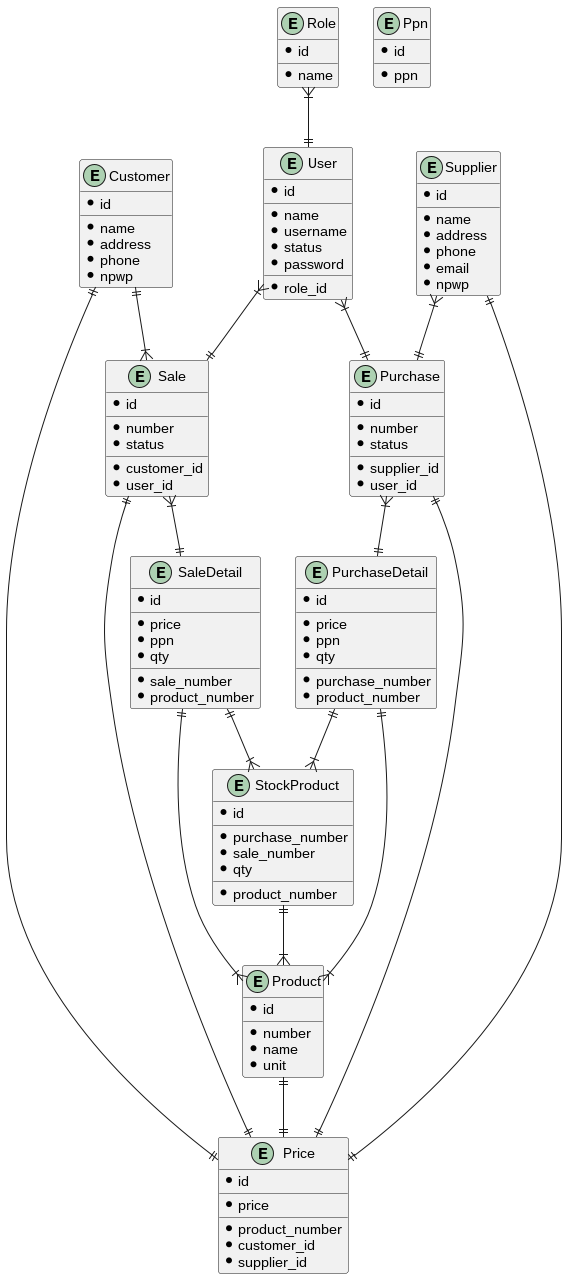 E Role
id
name
E Ppn
id
ppn
E Customer
id
name
address
phone
npwp
E User
id
name
username
status
password
role_id
E Supplier
id
name
address
phone
email
npwp
E Sale
id
number
status
customer_id
user_id
E Purchase
id
number
status
supplier_id
user_id
E SaleDetail
id
price
ppn
qty
sale_number
product_number
E PurchaseDetail
id
price
ppn
qty
purchase_number
product_number
E StockProduct
id
purchase_number
sale_number
qty
product_number
E Product
id
number
name
unit
E Price
id
price
product_number
customer_id
supplier_id